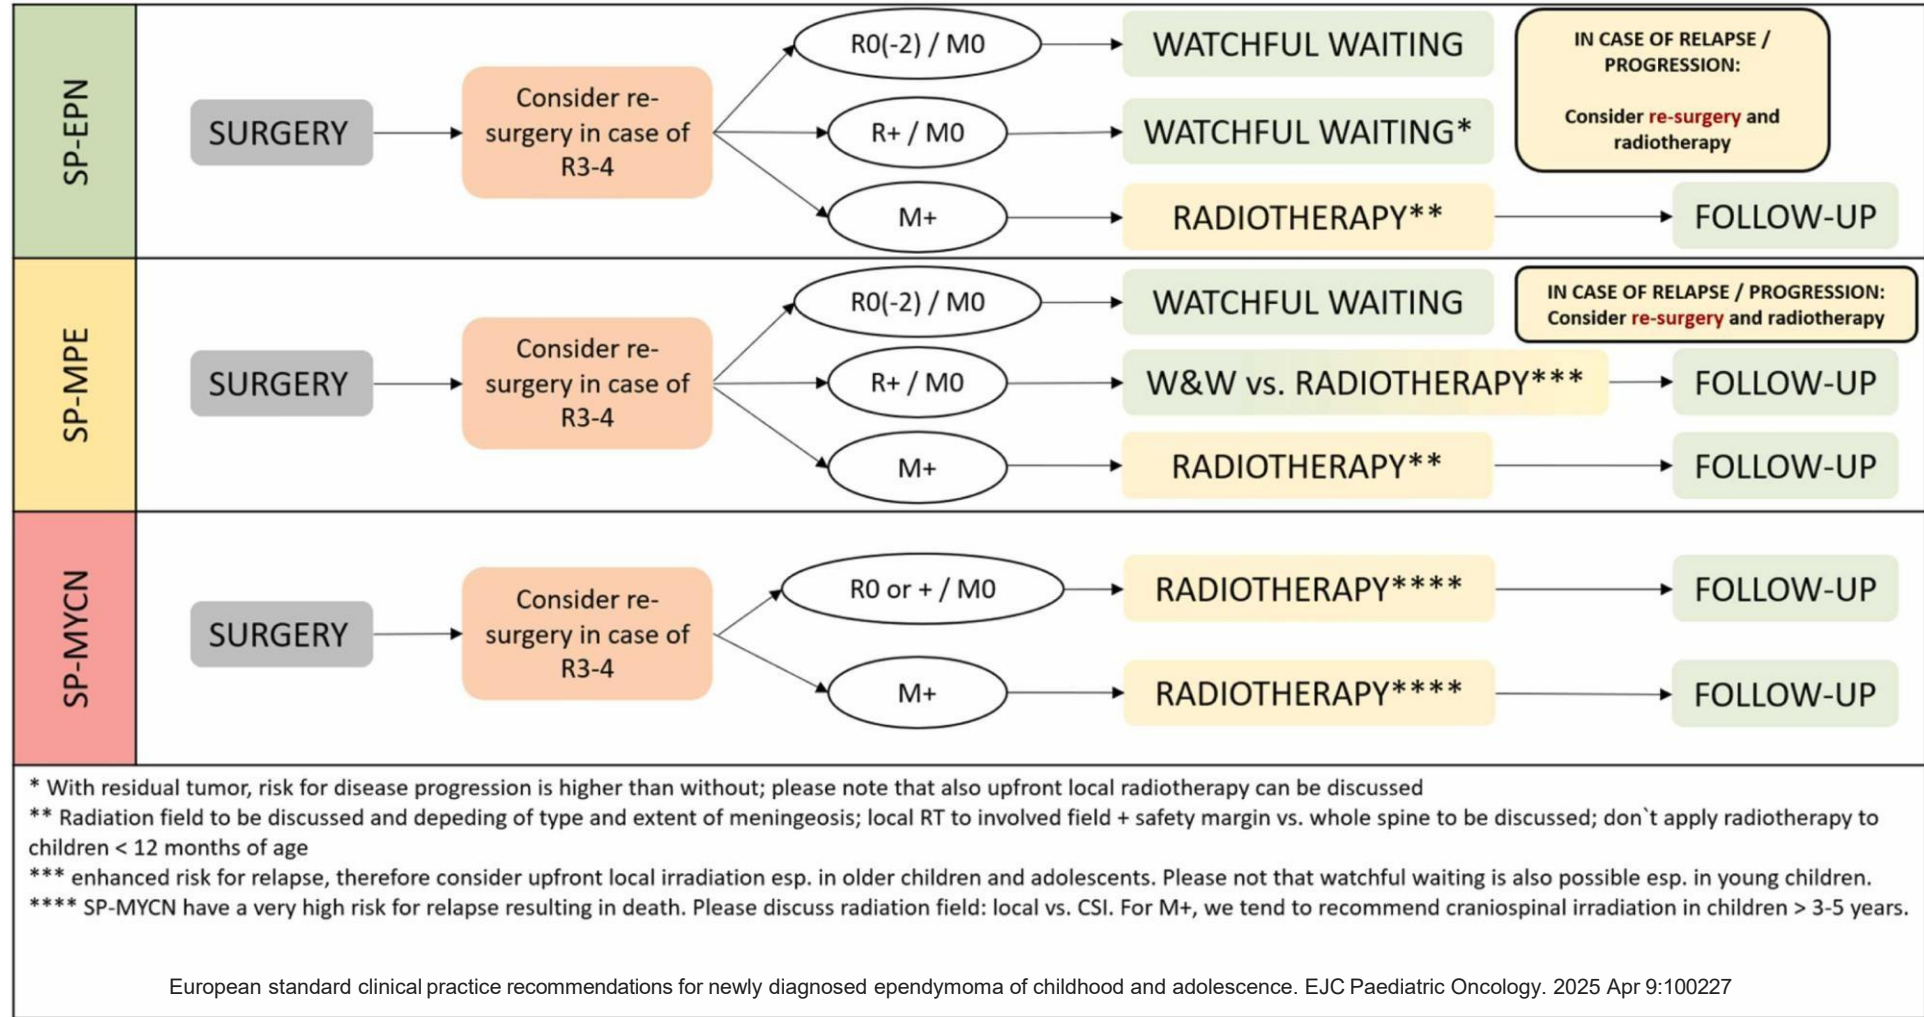 SP-EPN
SURGERY
Consider re-
surgery in case of
R3-4
R0(-2) / M0
WATCHFUL WAITING
R+ / M0
WATCHFUL WAITING*
M+
RADIOTHERAPY**
FOLLOW-UP
IN CASE OF RELAPSE /
PROGRESSION:
Consider re-surgery and
radiotherapy
SP-MPE
SURGERY
Consider re-
surgery in case of
R3-4
R0(-2) / M0
WATCHFUL WAITING
IN CASE OF RELAPSE / PROGRESSION:
Consider re-surgery and radiotherapy
R+ / M0
W&W vs. RADIOTHERAPY***
FOLLOW-UP
M+
RADIOTHERAPY**
FOLLOW-UP
SP-MYCN
SURGERY
Consider re-
surgery in case of
R3-4
R0 or + / M0
RADIOTHERAPY****
FOLLOW-UP
M+
RADIOTHERAPY****
FOLLOW-UP
* With residual tumor, risk for disease progression is higher than without; please note that also upfront local radiotherapy can be discussed
** Radiation field to be discussed and depeding of type and extent of meningeosis; local RT to involved field + safety margin vs. whole spine to be discussed; don`t apply radiotherapy to
children < 12 months of age
*** enhanced risk for relapse, therefore consider upfront local irradiation esp. in older children and adolescents. Please not that watchful waiting is also possible esp. in young children.
**** SP-MYCN have a very high risk for relapse resulting in death. Please discuss radiation field: local vs. CSI. For M+, we tend to recommend craniospinal irradiation in children > 3-5 years.
European standard clinical practice recommendations for newly diagnosed ependymoma of childhood and adolescence. EJC Paediatric Oncology. 2025 Apr 9:100227